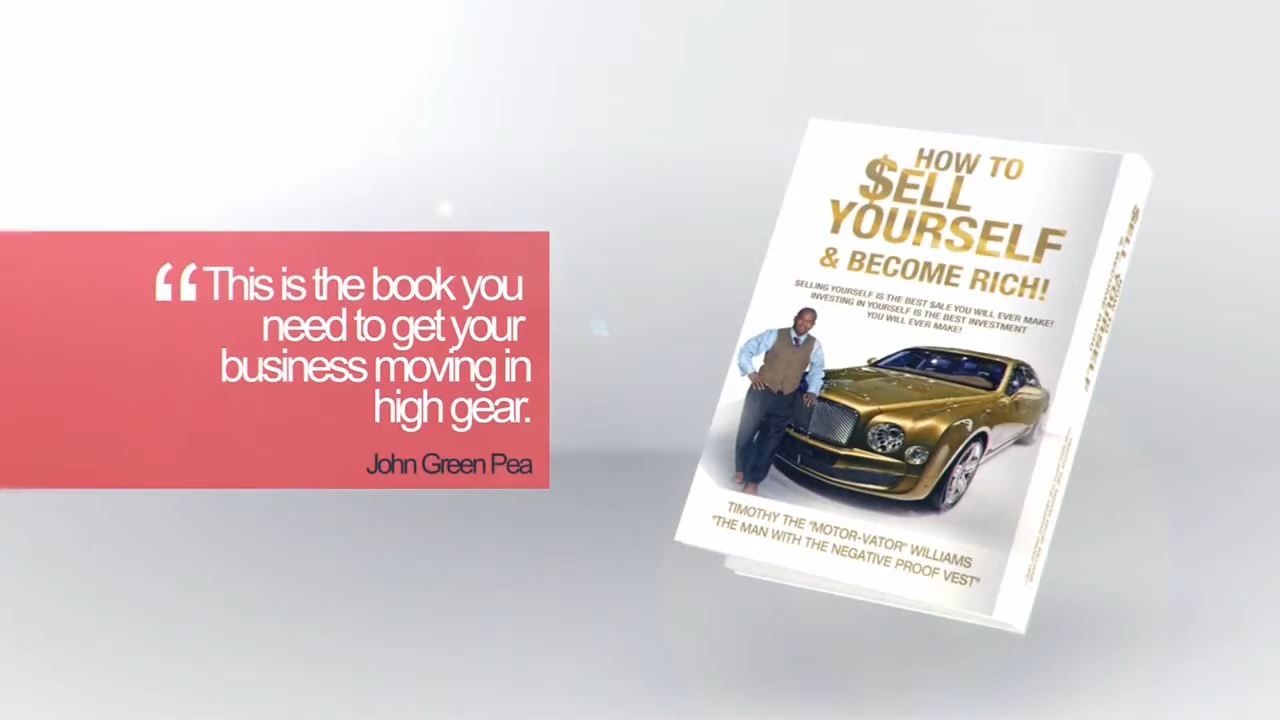 “This is the book you
need to get your
business moving in
high gear.
John Green Pea
HOW TO
$ELL
YOURSELF
& BECOME RICH!
SELLING YOURSELF IS THE BEST SALE YOU WILL EVER MAKE!
INVESTING IN YOURSELF IS THE BEST INVESTMENT
YOU WILL EVER MAKE!
TIMOTHY THE "MOTOR-VATOR" WILLIAMS
"THE MAN WITH THE NEGATIVE PROOF VEST"
$ELL YOURSELF